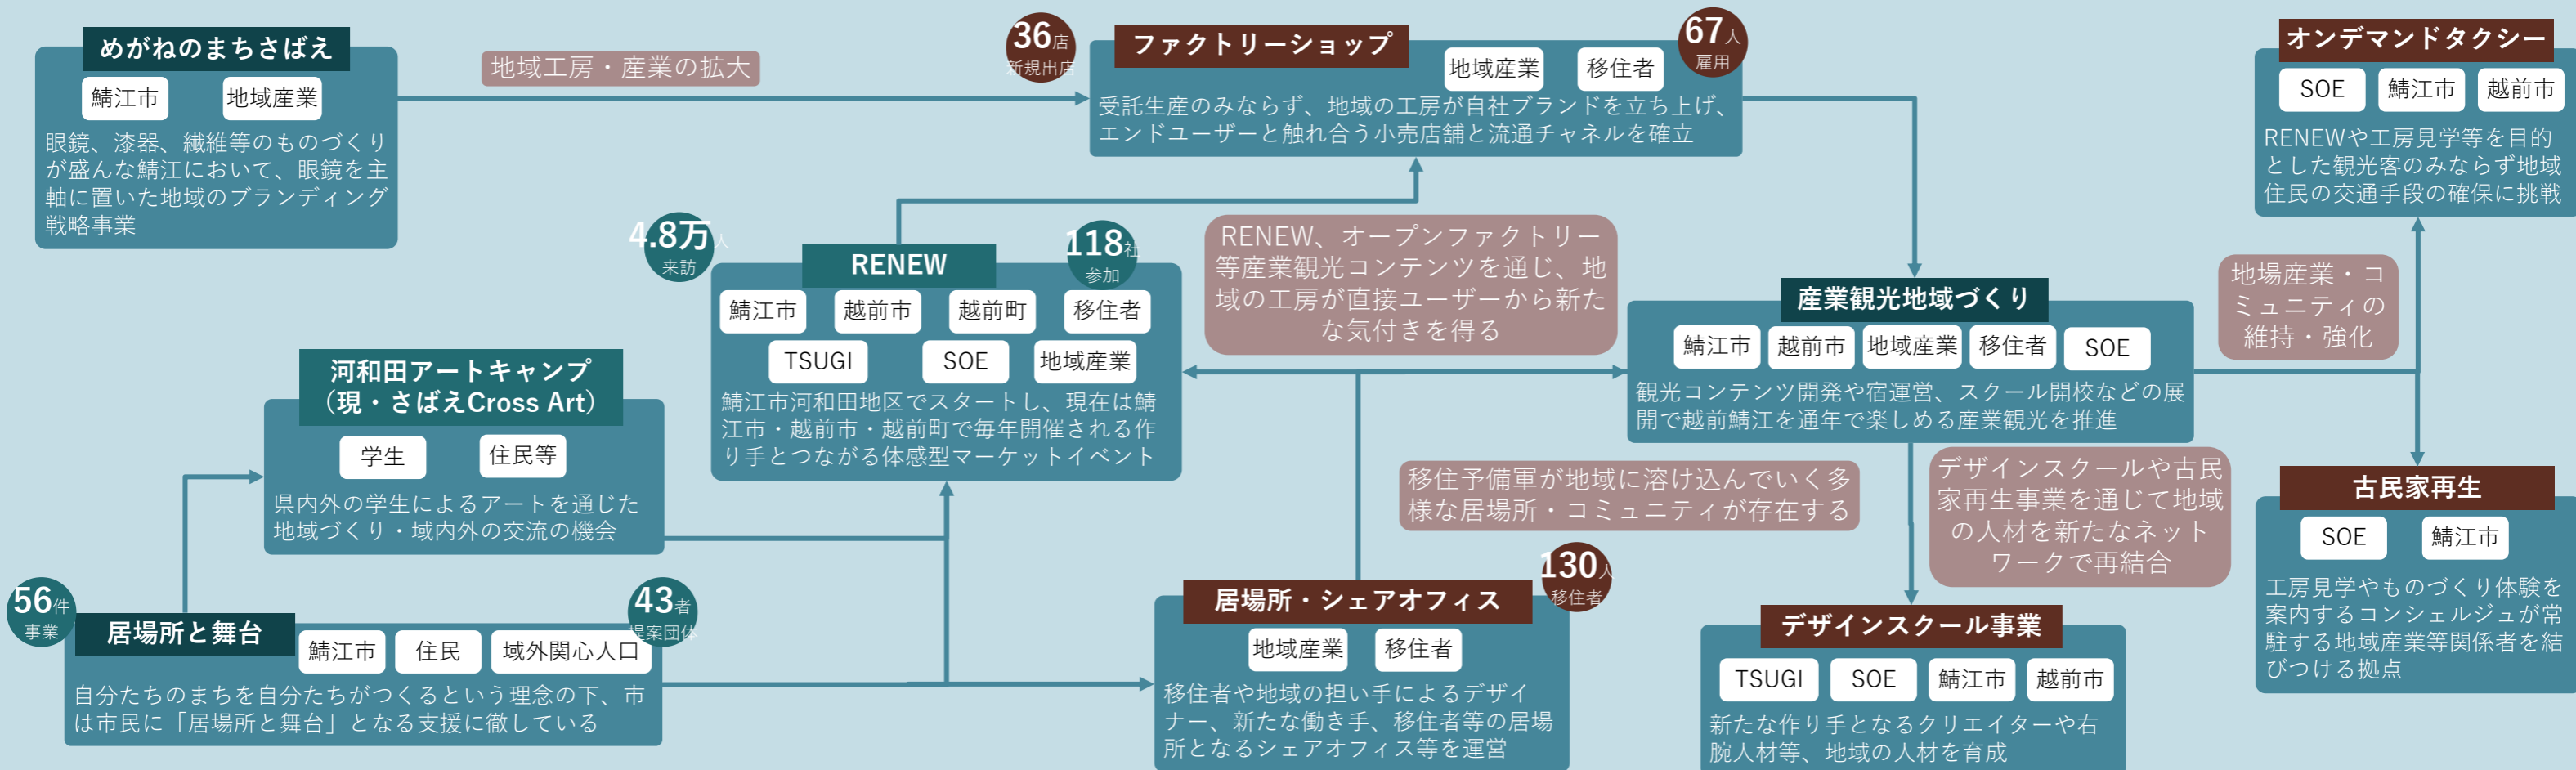 めがねのまちさばえ
鯖江市
地域産業
眼鏡、漆器、繊維等のものづくり
が盛んな鯖江において、眼鏡を主
軸に置いた地域のブランディング
戦略事業
地域工房・産業の拡大
36店
新規出店
ファクトリーショップ
67人
雇用
地域産業
移住者
受託生産のみならず、地域の工房が自社ブランドを立ち上げ、
エンドユーザーと触れ合う小売店舗と流通チャネルを確立
オンデマンドタクシー
SOE
鯖江市
越前市
RENEWや工房見学等を目的
とした観光客のみならず地域
住民の交通手段の確保に挑戦
4.8万人
来訪
RENEW
118社
参加
鯖江市
越前市
越前町
移住者
TSUGI
SOE
地域産業
鯖江市河和田地区でスタートし、現在は鯖
江市・越前市・越前町で毎年開催される作
り手とつながる体感型マーケットイベント
RENEW、オープンファクトリー
等産業観光コンテンツを通じ、地
域の工房が直接ユーザーから新た
な気付きを得る
産業観光地域づくり
鯖江市
越前市
地域産業
移住者
SOE
観光コンテンツ開発や宿運営、スクール開校などの展
開で越前鯖江を通年で楽しめる産業観光を推進
地場産業・コ
ミュニティの
維持・強化
河和田アートキャンプ
（現・さばえCross Art）
学生
住民等
県内外の学生によるアートを通じた
地域づくり・域内外の交流の機会
移住予備軍が地域に溶け込んでいく多
様な居場所・コミュニティが存在する
デザインスクールや古民
家再生事業を通じて地域
の人材を新たなネット
ワークで再結合
古民家再生
SOE
鯖江市
工房見学やものづくり体験を
案内するコンシェルジュが常
駐する地域産業等関係者を結
びつける拠点
56件
事業
居場所と舞台
鯖江市
住民
域外関心人口
43者
提案団体
自分たちのまちを自分たちがつくるという理念の下、市
は市民に「居場所と舞台」となる支援に徹している
居場所・シェアオフィス
130人
移住者
地域産業
移住者
移住者や地域の担い手によるデザイ
ナー、新たな働き手、移住者等の居場
所となるシェアオフィス等を運営
デザインスクール事業
TSUGI
SOE
鯖江市
越前市
新たな作り手となるクリエイターや右
腕人材等、地域の人材を育成